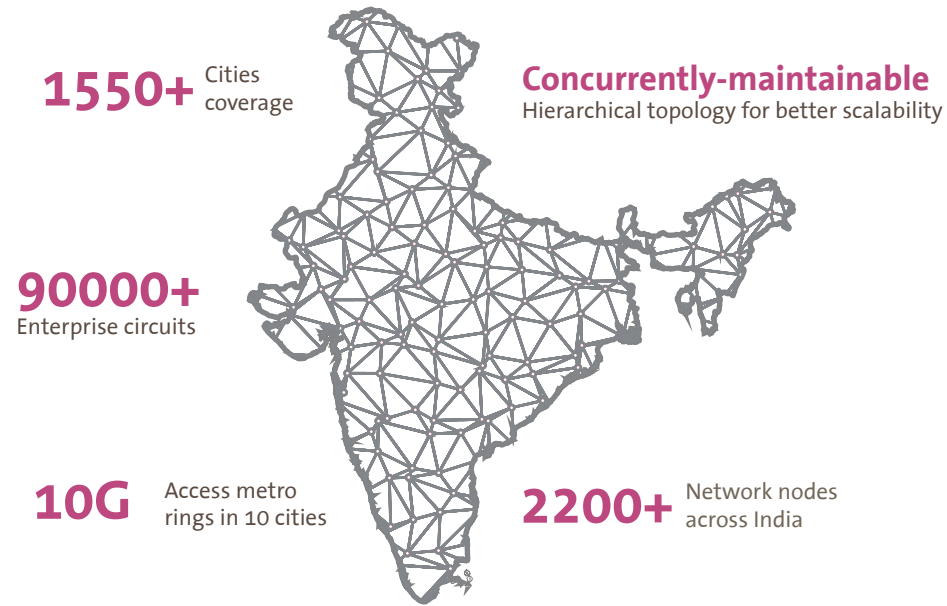 1550+
Cities
coverage
Concurrently-maintainable
Hierarchical topology for better scalability
90000+
Enterprise circuits
10G
Access metro
rings in 10 cities
2200+
Network nodes
across India